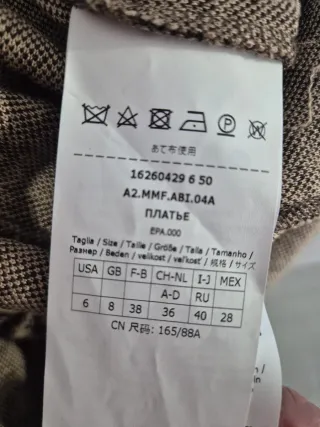 あて布使用
16260429 6 50
A2.MMF.ABI.04A
ПЛАТЬЕ
EPA.000
Taglia / Size / Taille / Größe / Talla / Tamanho /
Размер / Beden / velikost / veľkosť / 规格 / サイズ
USA GB F-B CH-NL I-J MEX
A-D RU
6 8 38 36 40 28
CN 尺码: 165/88A